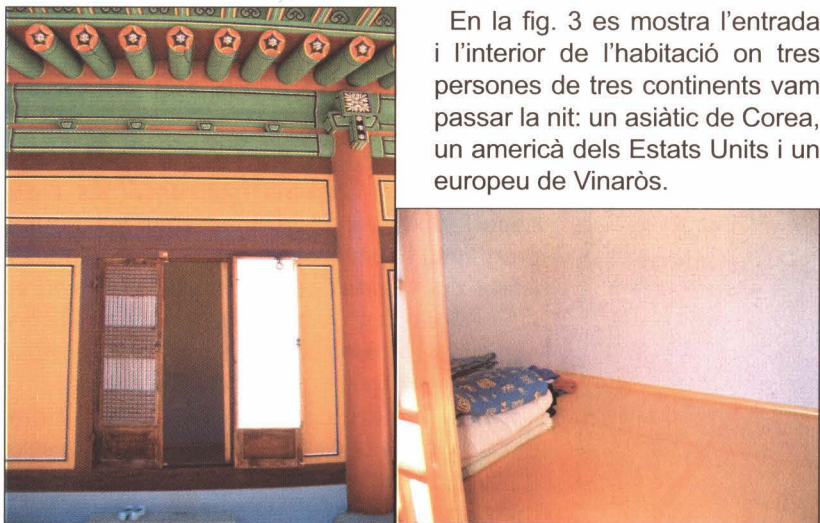 En la fig. 3 es mostra l'entrada
i l'interior de l'habitació on tres
persones de tres continents vam
passar la nit: un asiàtic de Corea,
un americà dels Estats Units i un
europeu de Vinaròs.